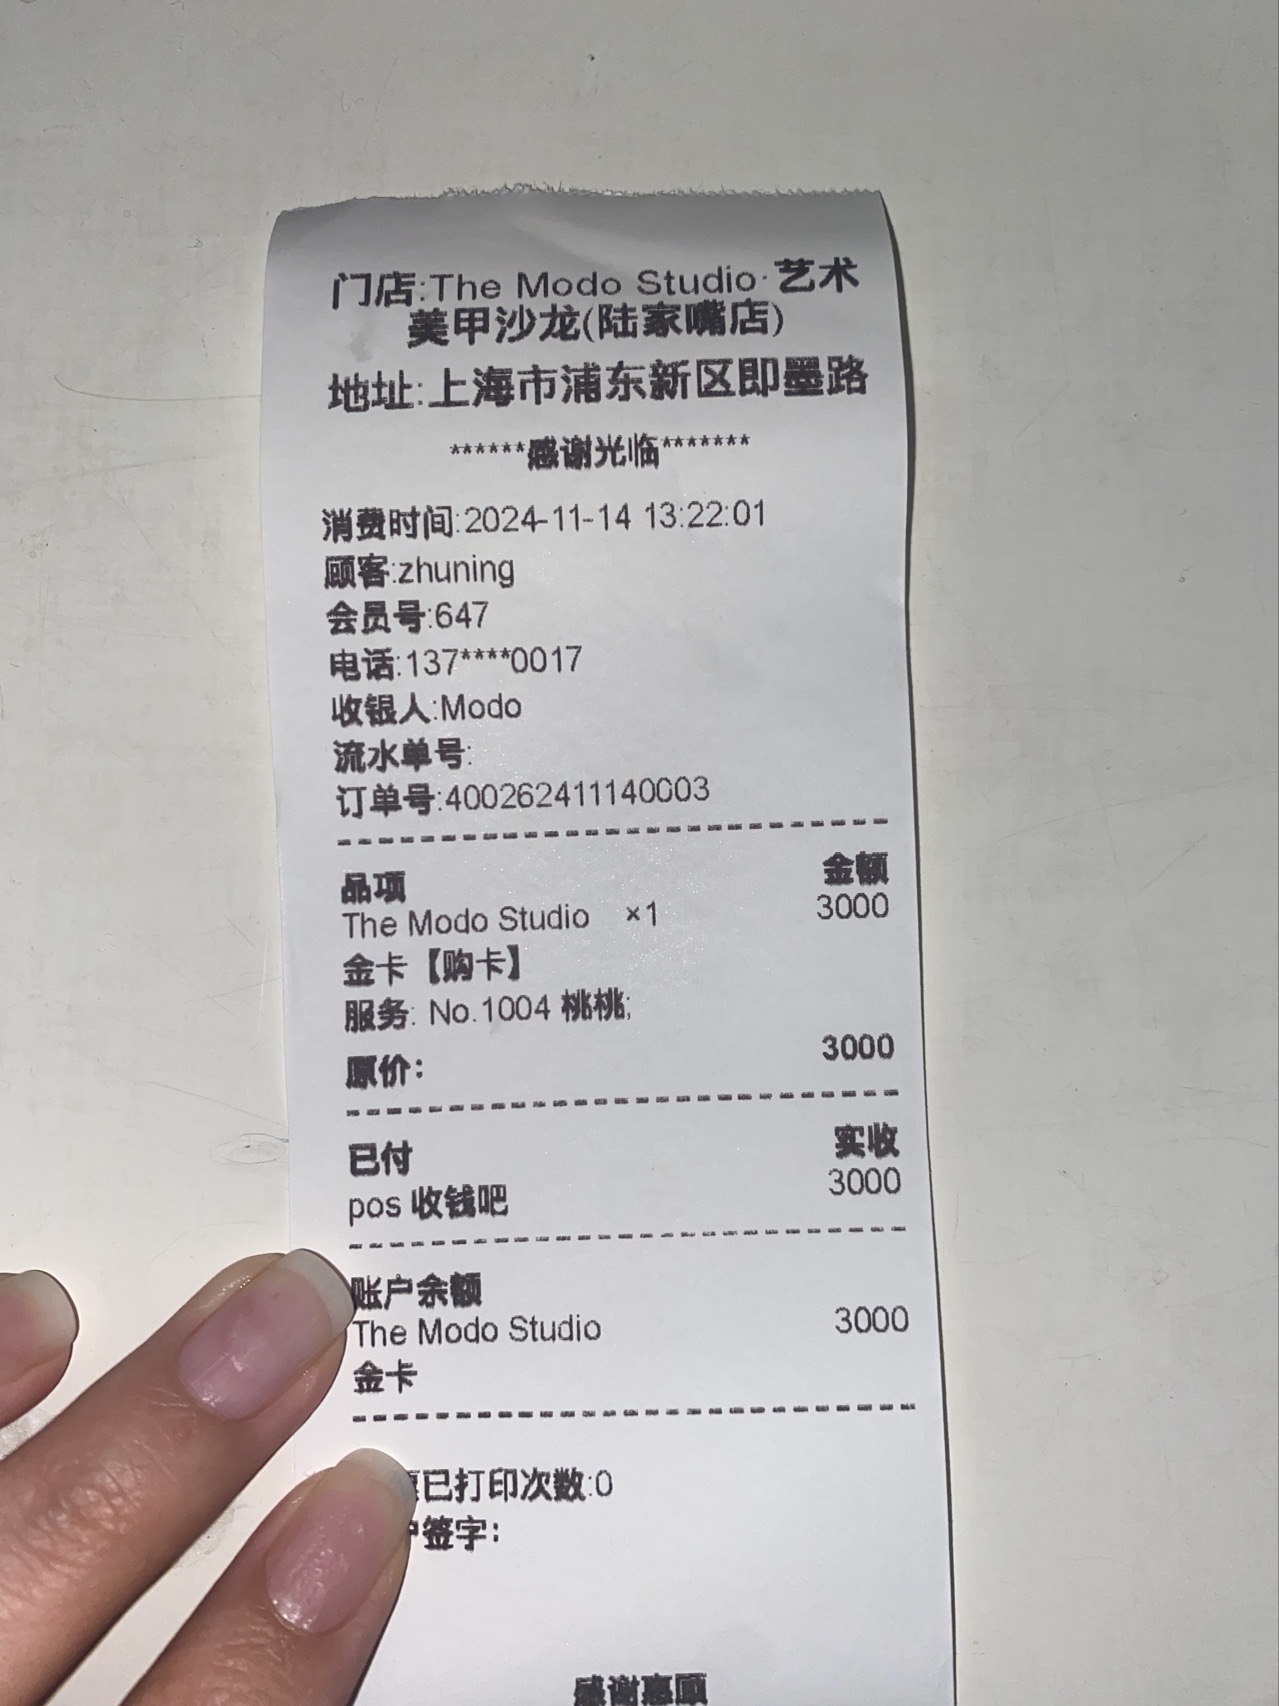 门店:The Modo Studio·艺术
美甲沙龙(陆家嘴店)
地址:上海市浦东新区即墨路
******感谢光临*******
消费时间:2024-11-14 13:22:01
顾客:zhuning
会员号:647
电话:137****0017
收银人:Modo
流水单号:
订单号:400262411140003
品项 金额
The Modo Studio ×1 3000
金卡【购卡】
服务: No.1004 桃桃;
原价: 3000
已付 实收
pos 收钱吧 3000
账户余额
The Modo Studio 3000
金卡
已打印次数:0
签字:
感谢惠顾